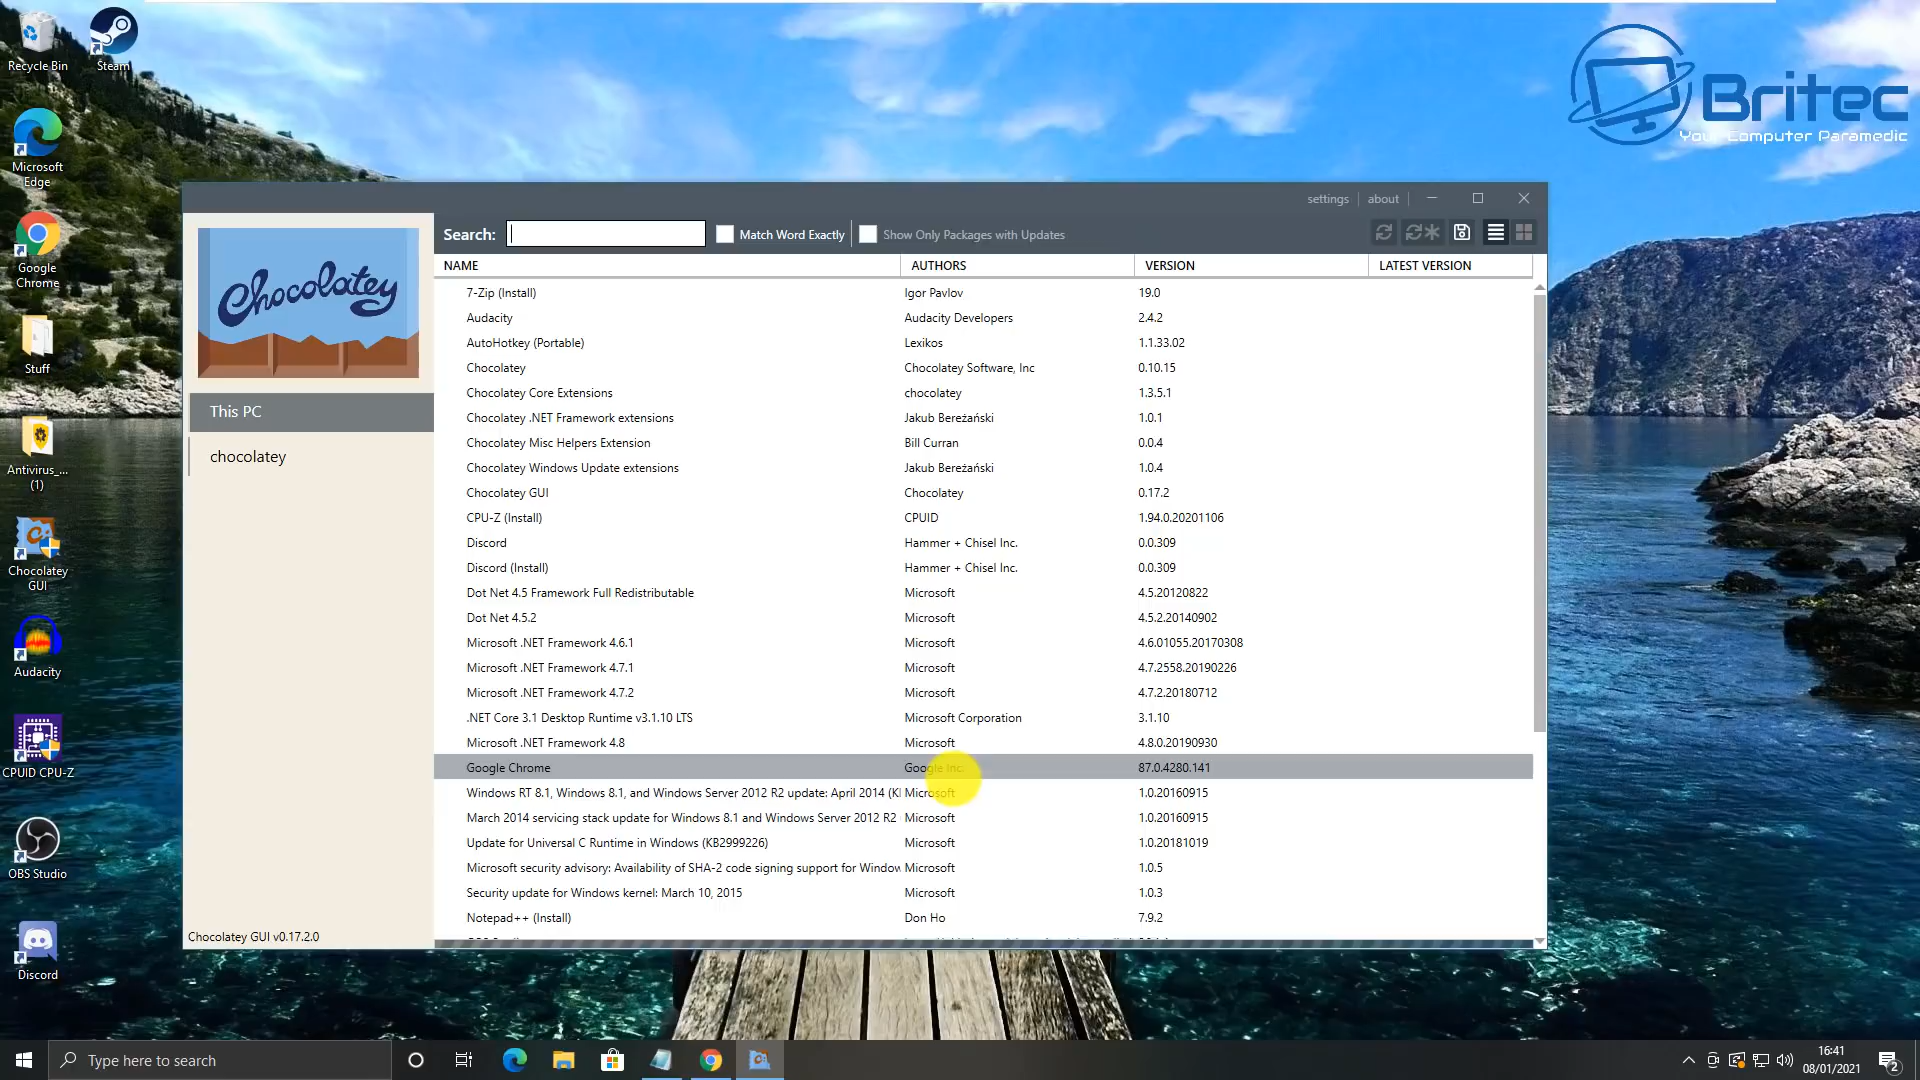 Recycle Bin
Steam
Microsoft
Edge
Google
Chrome
Stuff
Antivirus_...
(1)
Chocolatey
GUI
Audacity
CPUID CPU-Z
OBS Studio
Discord
Britec
Your Computer Paramedic
settings
about
Chocolatey
This PC
chocolatey
Chocolatey GUI v0.17.2.0
Search:
Match Word Exactly
Show Only Packages with Updates
NAME AUTHORS VERSION LATEST VERSION
7-Zip (Install) Igor Pavlov 19.0
Audacity Audacity Developers 2.4.2
AutoHotkey (Portable) Lexikos 1.1.33.02
Chocolatey Chocolatey Software, Inc 0.10.15
Chocolatey Core Extensions chocolatey 1.3.5.1
Chocolatey .NET Framework extensions Jakub Bereżański 1.0.1
Chocolatey Misc Helpers Extension Bill Curran 0.0.4
Chocolatey Windows Update extensions Jakub Bereżański 1.0.4
Chocolatey GUI Chocolatey 0.17.2
CPU-Z (Install) CPUID 1.94.0.20201106
Discord Hammer + Chisel Inc. 0.0.309
Discord (Install) Hammer + Chisel Inc. 0.0.309
Dot Net 4.5 Framework Full Redistributable Microsoft 4.5.20120822
Dot Net 4.5.2 Microsoft 4.5.2.20140902
Microsoft .NET Framework 4.6.1 Microsoft 4.6.01055.20170308
Microsoft .NET Framework 4.7.1 Microsoft 4.7.2558.20190226
Microsoft .NET Framework 4.7.2 Microsoft 4.7.2.20180712
.NET Core 3.1 Desktop Runtime v3.1.10 LTS Microsoft Corporation 3.1.10
Microsoft .NET Framework 4.8 Microsoft 4.8.0.20190930
Google Chrome Google Inc. 87.0.4280.141
Windows RT 8.1, Windows 8.1, and Windows Server 2012 R2 update: April 2014 (KI Microsoft 1.0.20160915
March 2014 servicing stack update for Windows 8.1 and Windows Server 2012 R2 Microsoft 1.0.20160915
Update for Universal C Runtime in Windows (KB2999226) Microsoft 1.0.20181019
Microsoft security advisory: Availability of SHA-2 code signing support for Window Microsoft 1.0.5
Security update for Windows kernel: March 10, 2015 Microsoft 1.0.3
Notepad++ (Install) Don Ho 7.9.2
Type here to search
16:41
08/01/2021
2